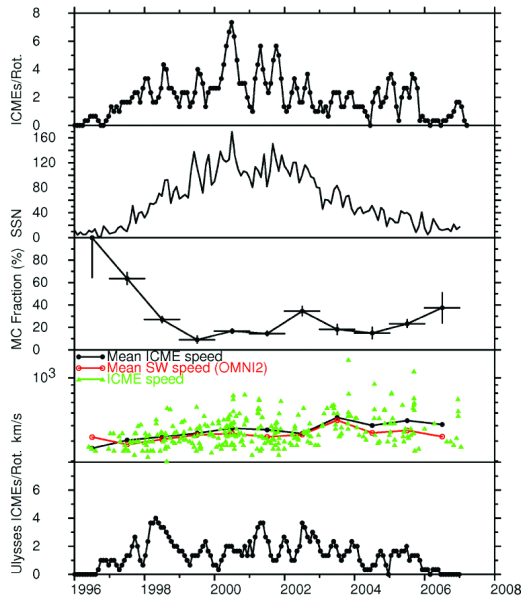 ICMEs/Rot.
8
6
4
2
0
SSN
160
120
80
40
0
MC Fraction (%)
80
60
40
20
0
km/s
10³
Mean ICME speed
Mean SW speed (OMNI2)
ICME speed
Ulysses ICMEs/Rot.
6
4
2
0
1996 1998 2000 2002 2004 2006 2008